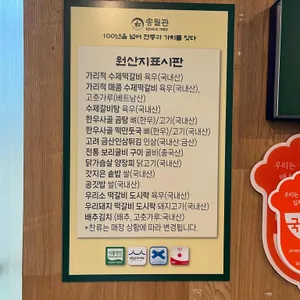 송월관
SINCE 1930
100년을 넘어 전통과 가치를 잇다
원산지표시판
가리적 수제떡갈비 육우(국내산)
가리적 매콤 수제떡갈비 육우(국내산),
고춧가루(베트남산)
수제갈비탕 육우(국내산)
한우사골 곰탕 뼈(한우)/고기(국내산)
한우사골 떡만둣국 뼈(한우)/고기(국내산)
고려 금산인삼튀김 인삼(국내산:금산)
전통 보리굴비 구이 굴비(중국산)
닭가슴살 양장피 닭고기(국내산)
갓지은 솥밥 쌀(국내산)
공깃밥 쌀(국내산)
우리소 떡갈비 도시락 육우(국내산)
우리돼지 떡갈비 도시락 돼지고기(국내산)
배추김치 (배추, 고춧가루:국내산)
*찬류는 매장 상황에 따라 변경됩니다.
우리는
국